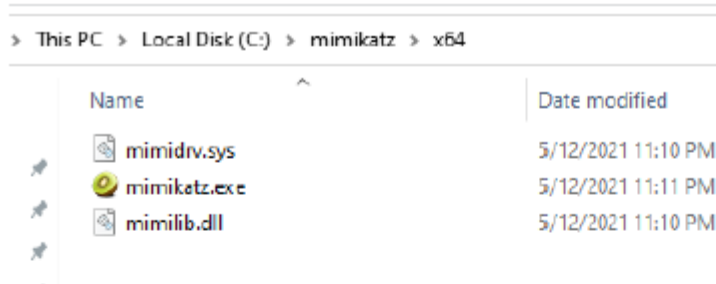 > This PC > Local Disk (C:) > mimikatz > x64
Name Date modified
mimidrv.sys 5/12/2021 11:10 PM
mimikatz.exe 5/12/2021 11:11 PM
mimilib.dll 5/12/2021 11:10 PM